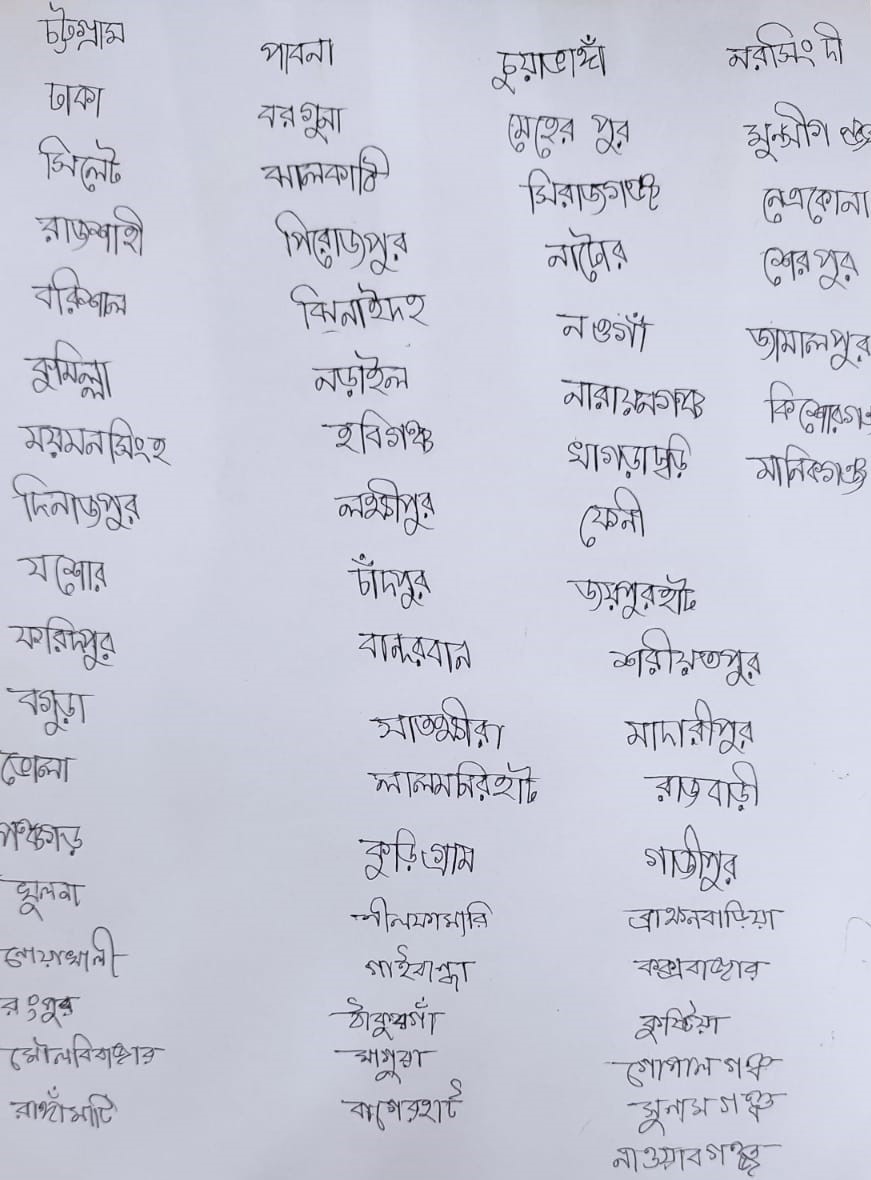 চট্টগ্রাম
ঢাকা
সিলেট
রাজশাহী
বরিশাল
কুমিল্লা
ময়মনসিংহ
দিনাজপুর
যশোর
ফরিদপুর
বগুড়া
ভোলা
পঞ্চগড়
খুলনা
নোয়াখালী
রংপুর
মৌলবিবাজার
রাঙ্গাঁমাটি
পাবনা
বরগুনা
ঝালকাঠি
পিরোজপুর
ঝিনাইদহ
নড়াইল
হবিগঞ্চ
লক্ষ্মীপুর
চাঁদপুর
বান্দরবান
সাতক্ষীরা
লালমনিরহাট
কুড়িগ্রাম
নীলফামারি
গাইবান্ধা
ঠাকুরগাঁ
মাগুরা
বাগেরহাট
চুয়াডাঙ্গাঁ
মেহের পুর
সিরাজগঞ্জ
নাটোর
নওগাঁ
নারায়নগঞ্চ
খাগড়াছড়ি
ফেনী
জয়পুরহাট
শরীয়তপুর
মাদারীপুর
রাজবাড়ী
গাজীপুর
ব্রাহ্মনবাড়িয়া
কক্সবাজার
কুষ্টিয়া
গোপাল গঞ্চ
সুনামগঞ্জ
নাওয়াবগঞ্জ
নরসিংদী
মুন্সীগঞ্জ
নেত্রকোনা
শেরপুর
জামালপুর
কিশোরগঞ্জ
মানিকগঞ্জ